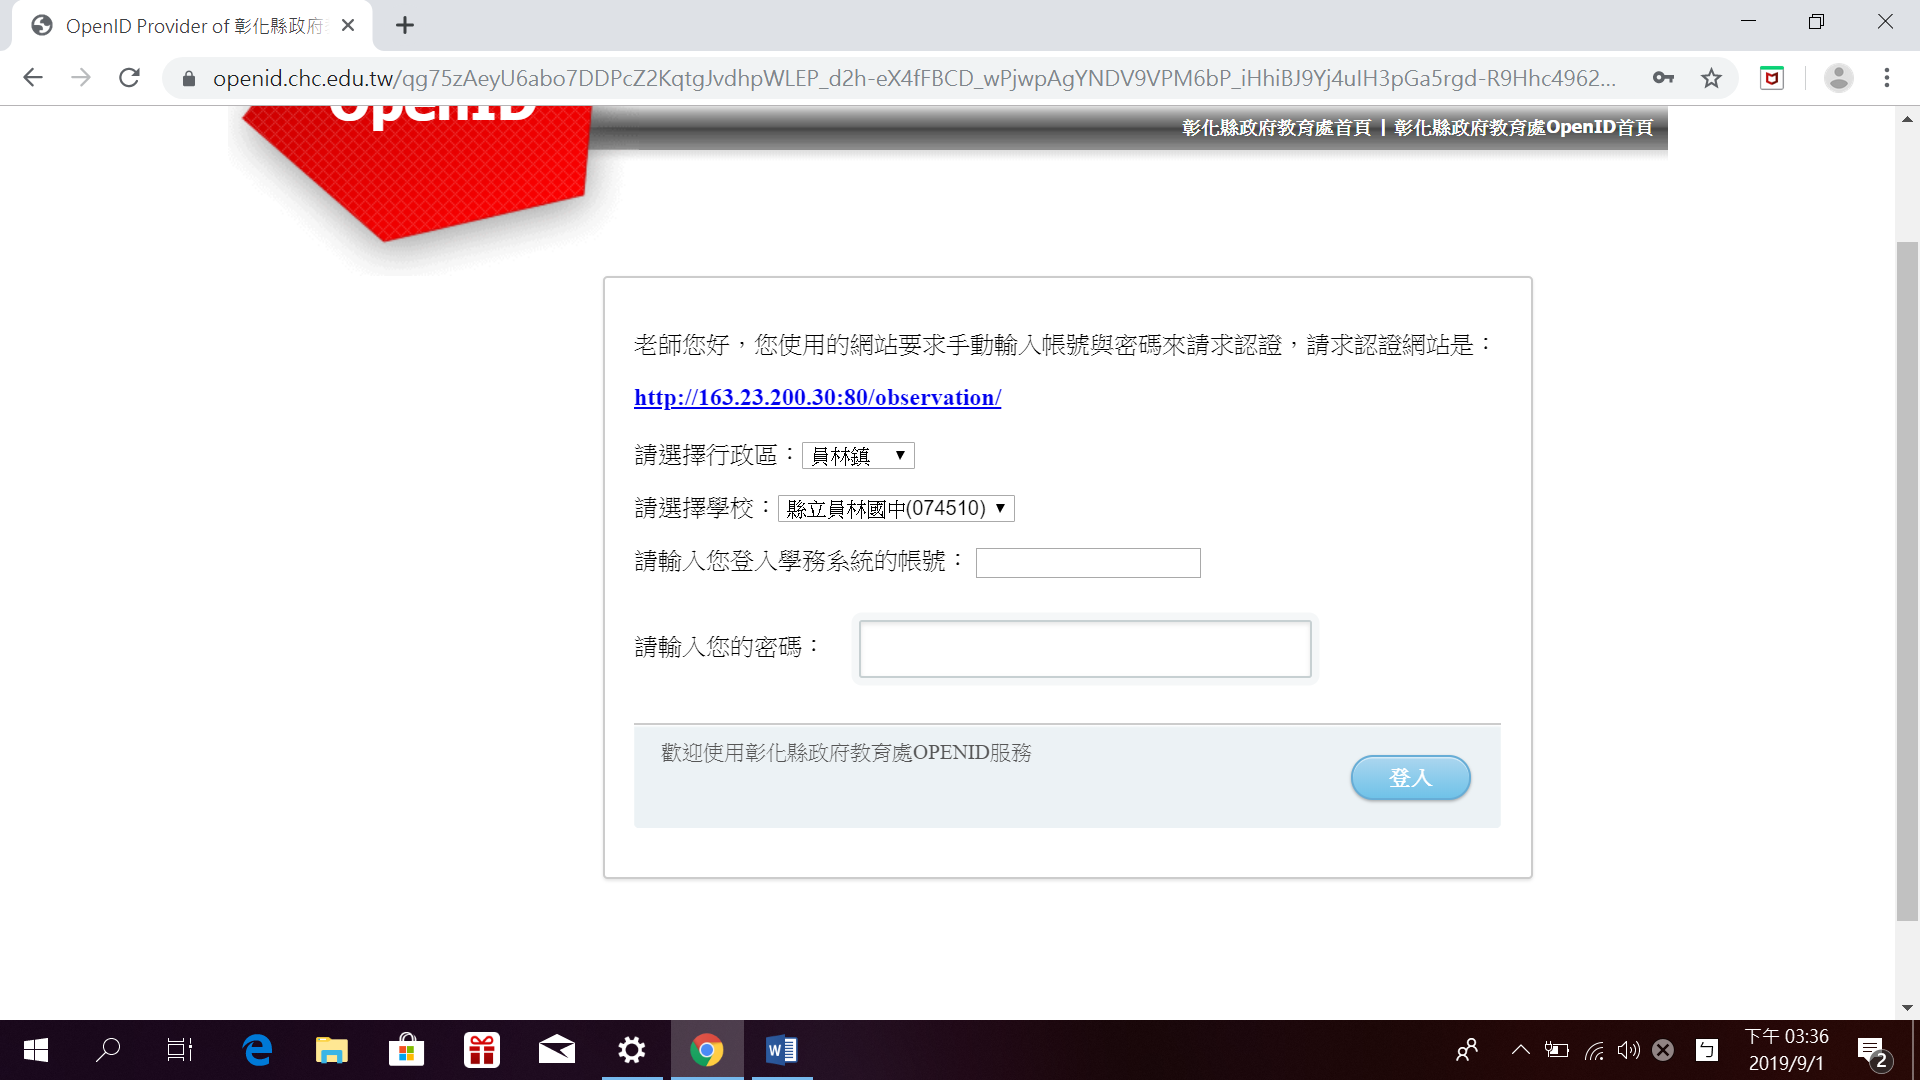 OpenID Provider of 彰化縣政府
openid.chc.edu.tw/qg75zAeyU6abo7DDPcZ2KqtgJvdhpWLEP_d2h-eX4fFBCD_wPjwpAgYNDV9VPM6bP_iHhiBJ9Yj4uIH3pGa5rgd-R9Hhc4962...
OpenID
彰化縣政府教育處首頁 | 彰化縣政府教育處OpenID首頁
老師您好，您使用的網站要求手動輸入帳號與密碼來請求認證，請求認證網站是：
http://163.23.200.30:80/observation/
請選擇行政區： 員林鎮
請選擇學校： 縣立員林國中(074510)
請輸入您登入學務系統的帳號：
請輸入您的密碼：
歡迎使用彰化縣政府教育處OPENID服務
登入
下午 03:36
2019/9/1
2
ㄅ